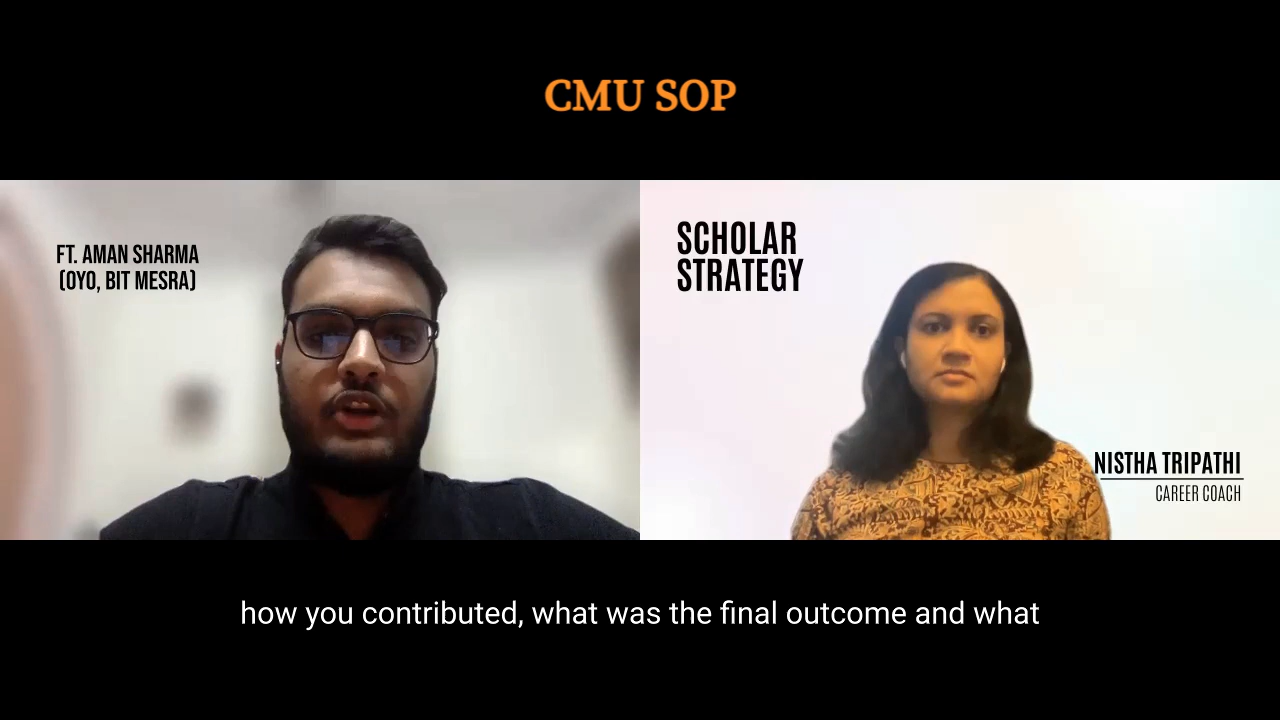 CMU SOP
FT. AMAN SHARMA
(OYO, BIT MESRA)
SCHOLAR
STRATEGY
NISTHA TRIPATHI
CAREER COACH
how you contributed, what was the final outcome and what